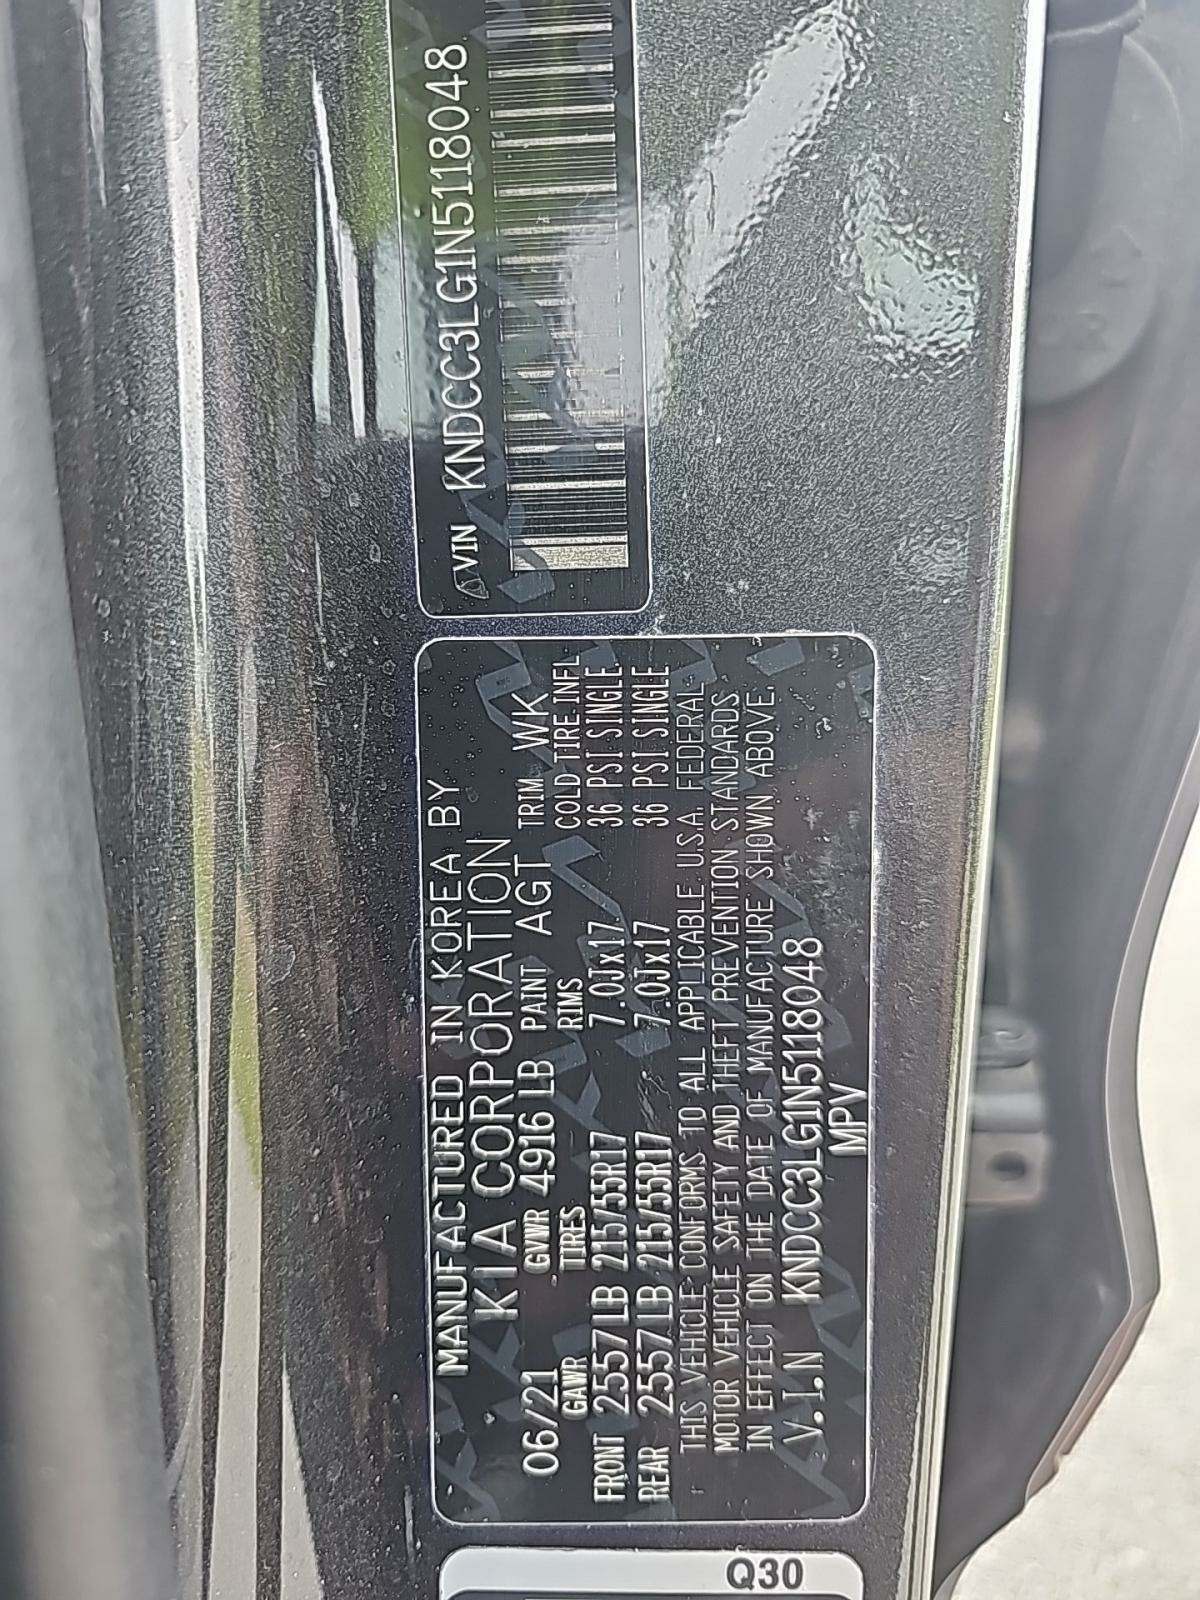 VIN KNDCC3LG1N5118048
MANUFACTURED IN KOREA BY
KIA CORPORATION
06/21 GVWR 4916 LB PAINT AGT TRIM WK
GAWR TIRES RIMS COLD TIRE INFL
FRONT 2557LB 215/55R17 7.0Jx17 36 PSI SINGLE
REAR 2557LB 215/55R17 7.0Jx17 36 PSI SINGLE
THIS VEHICLE CONFORMS TO ALL APPLICABLE U.S.A. FEDERAL
MOTOR VEHICLE SAFETY AND THEFT PREVENTION STANDARDS
IN EFFECT ON THE DATE OF MANUFACTURE SHOWN ABOVE.
V.I.N KNDCC3LG1N5118048
MPV
Q30